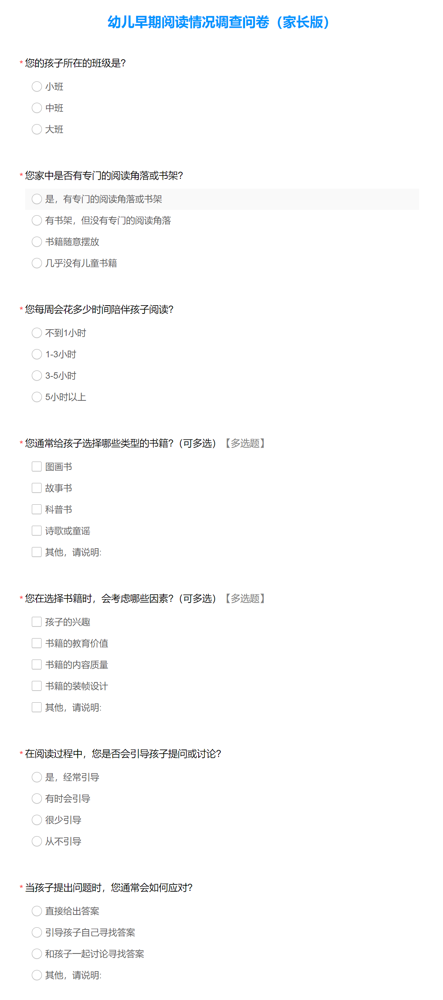 幼儿早期阅读情况调查问卷（家长版）
* 您的孩子所在的班级是?
小班
中班
大班
* 您家中是否有专门的阅读角落或书架?
是，有专门的阅读角落或书架
有书架，但没有专门的阅读角落
书籍随意摆放
几乎没有儿童书籍
* 您每周会花多少时间陪伴孩子阅读?
不到1小时
1-3小时
3-5小时
5小时以上
* 您通常给孩子选择哪些类型的书籍?（可多选）【多选题】
图画书
故事书
科普书
诗歌或童谣
其他，请说明:
* 您在选择书籍时，会考虑哪些因素?（可多选）【多选题】
孩子的兴趣
书籍的教育价值
书籍的内容质量
书籍的装帧设计
其他，请说明:
* 在阅读过程中，您是否会引导孩子提问或讨论?
是，经常引导
有时会引导
很少引导
从不引导
* 当孩子提出问题时，您通常会如何应对?
直接给出答案
引导孩子自己寻找答案
和孩子一起讨论寻找答案
其他，请说明: